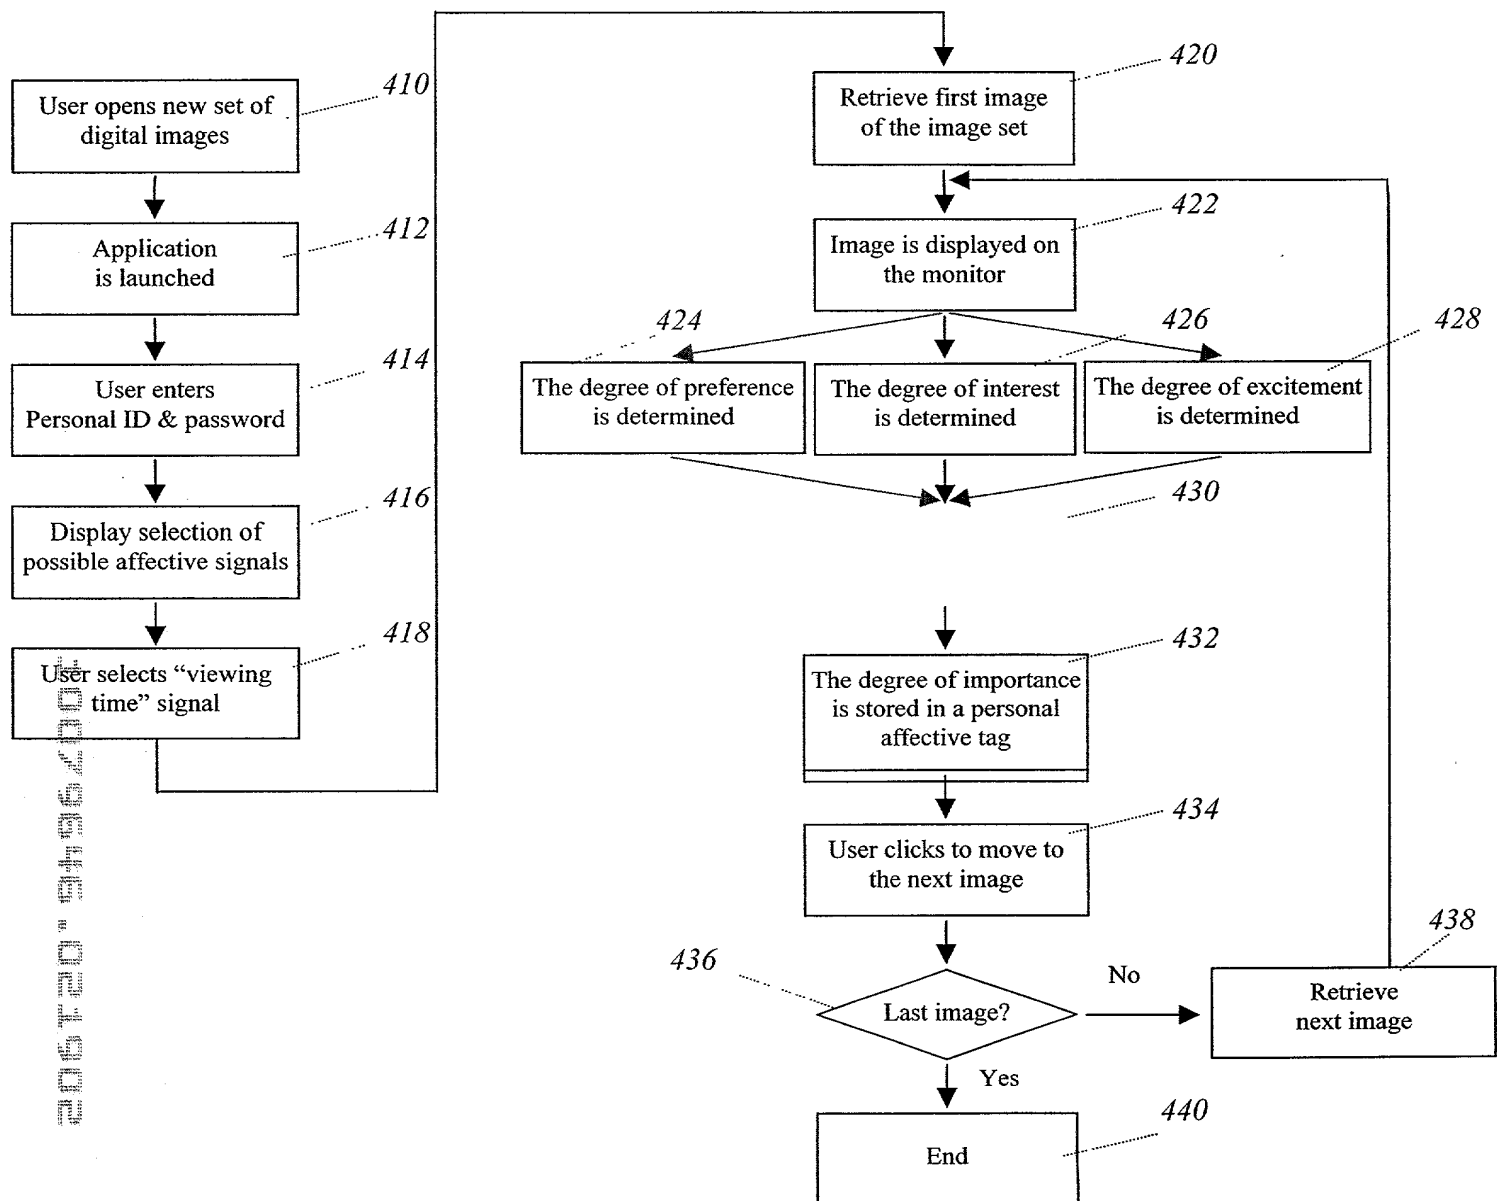 410
User opens new set of
digital images
412
Application
is launched
414
User enters
Personal ID & password
416
Display selection of
possible affective signals
418
User selects “viewing
time” signal
420
Retrieve first image
of the image set
422
Image is displayed on
the monitor
424
The degree of preference
is determined
426
The degree of interest
is determined
428
The degree of excitement
is determined
430
432
The degree of importance
is stored in a personal
affective tag
434
User clicks to move to
the next image
436
Last image?
No
438
Retrieve
next image
Yes
440
End